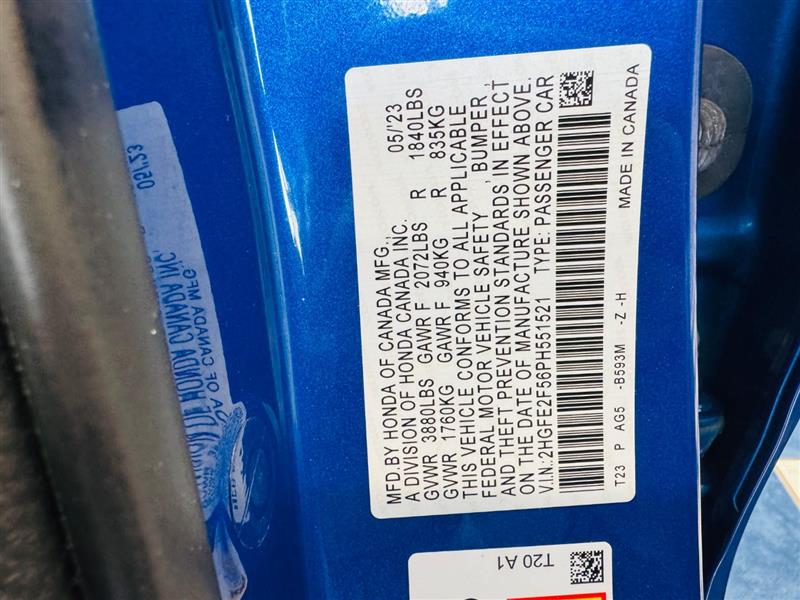 MFD.BY HONDA OF CANADA MFG.,
A DIVISION OF HONDA CANADA INC. 05/'23
GVWR 3880LBS GAWR F 2072LBS R 1840LBS
GVWR 1760KG GAWR F 940KG R 835KG
THIS VEHICLE CONFORMS TO ALL APPLICABLE
FEDERAL MOTOR VEHICLE SAFETY , BUMPER ,
AND THEFT PREVENTION STANDARDS IN EFFECT
ON THE DATE OF MANUFACTURE SHOWN ABOVE.
V.I.N.:2HGFE2F56PH551521 TYPE: PASSENGER CAR
T23 P AG5 -B593M -Z -H MADE IN CANADA
T20 A1